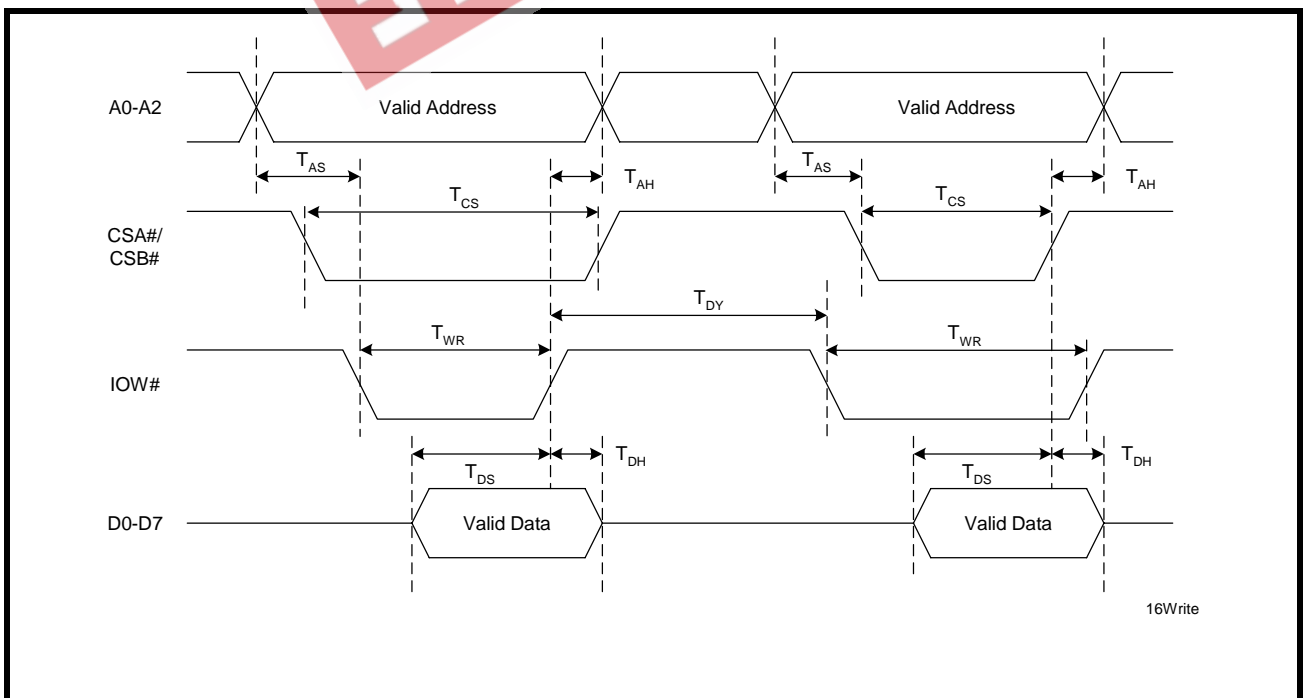 A0-A2
Valid Address
Valid Address
TAS
TAH
TAS
TAH
TCS
TCS
CSA#/
CSB#
TDY
TWR
TWR
IOW#
TDH
TDH
TDS
TDS
D0-D7
Valid Data
Valid Data
16Write